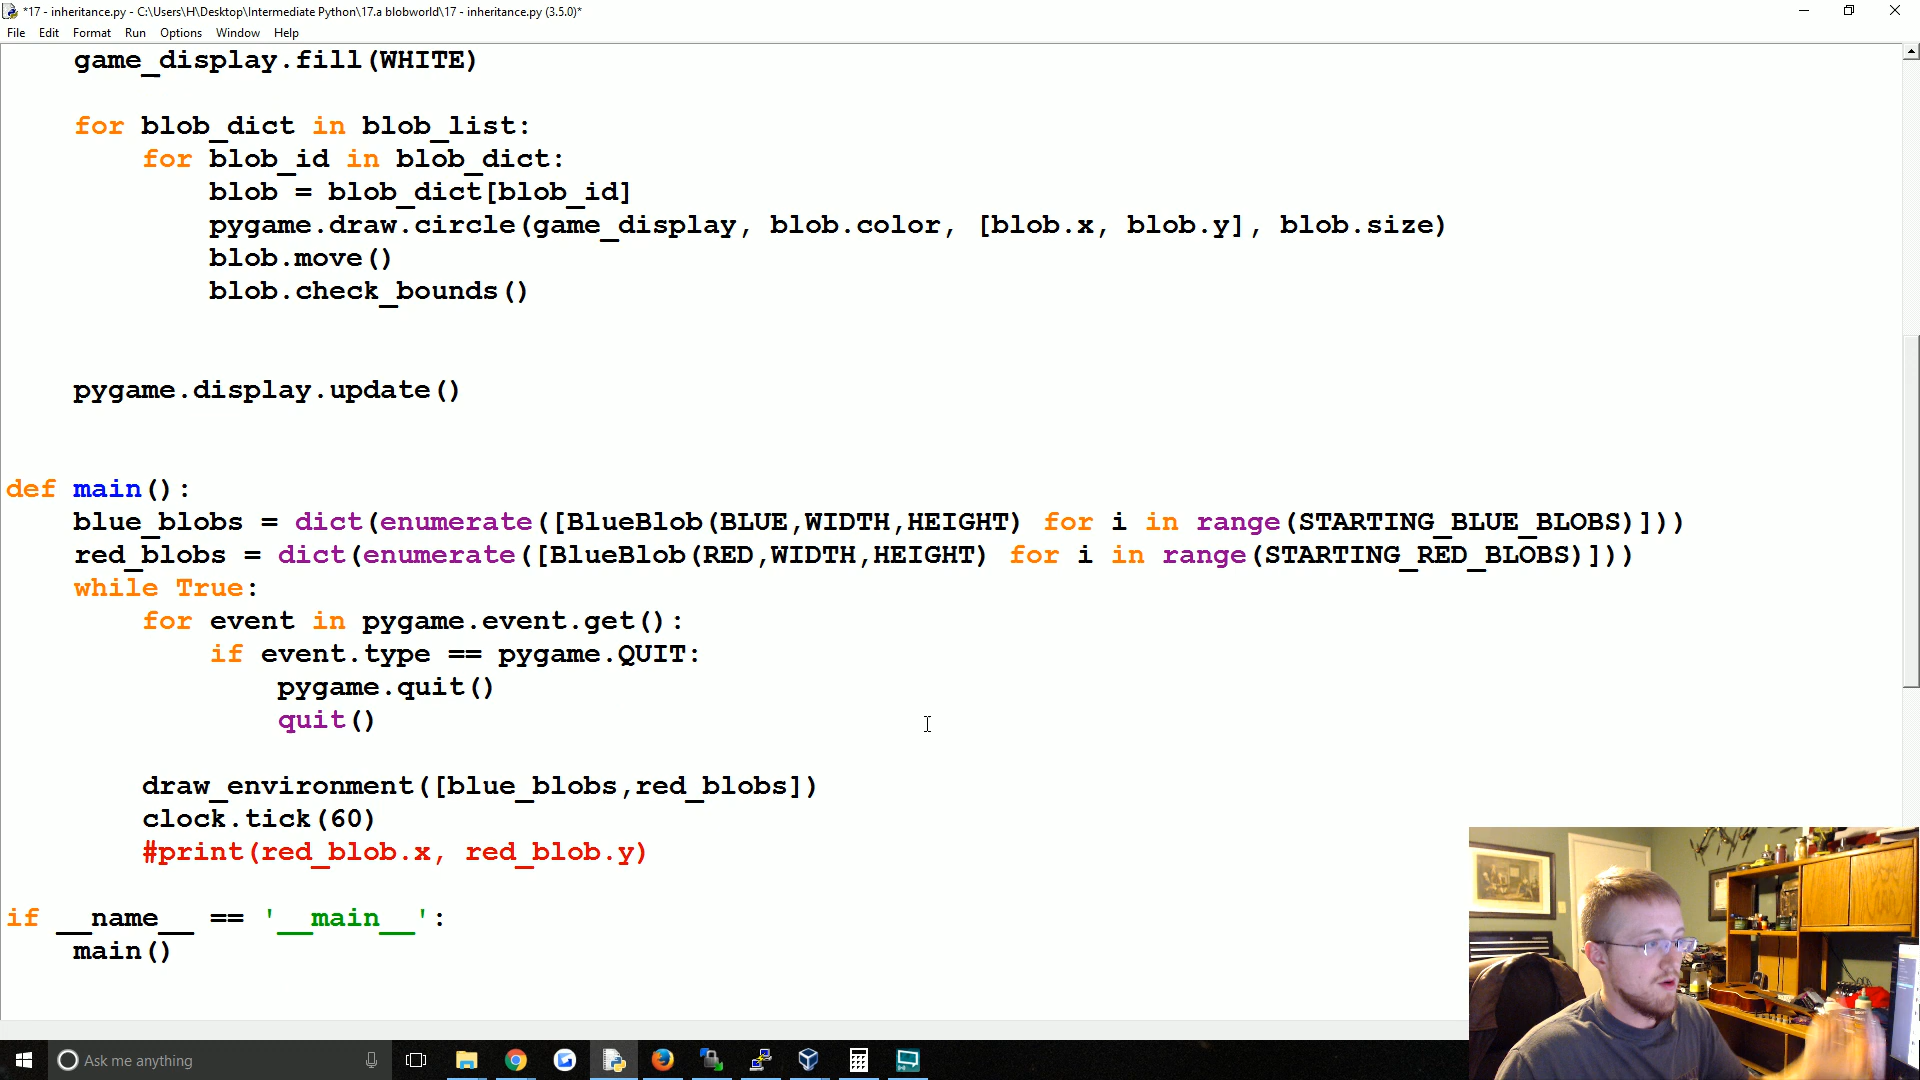 *17 - inheritance.py - C:\Users\H\Desktop\Intermediate Python\17.a blobworld\17 - inheritance.py (3.5.0)*
File Edit Format Run Options Window Help
game_display.fill(WHITE)
for blob_dict in blob_list:
for blob_id in blob_dict:
blob = blob_dict[blob_id]
pygame.draw.circle(game_display, blob.color, [blob.x, blob.y], blob.size)
blob.move()
blob.check_bounds()
pygame.display.update()
def main():
blue_blobs = dict(enumerate([BlueBlob(BLUE,WIDTH,HEIGHT) for i in range(STARTING_BLUE_BLOBS)]))
red_blobs = dict(enumerate([BlueBlob(RED,WIDTH,HEIGHT) for i in range(STARTING_RED_BLOBS)]))
while True:
for event in pygame.event.get():
if event.type == pygame.QUIT:
pygame.quit()
quit()
draw_environment([blue_blobs,red_blobs])
clock.tick(60)
#print(red_blob.x, red_blob.y)
if __name__ == '__main__':
main()
Ask me anything